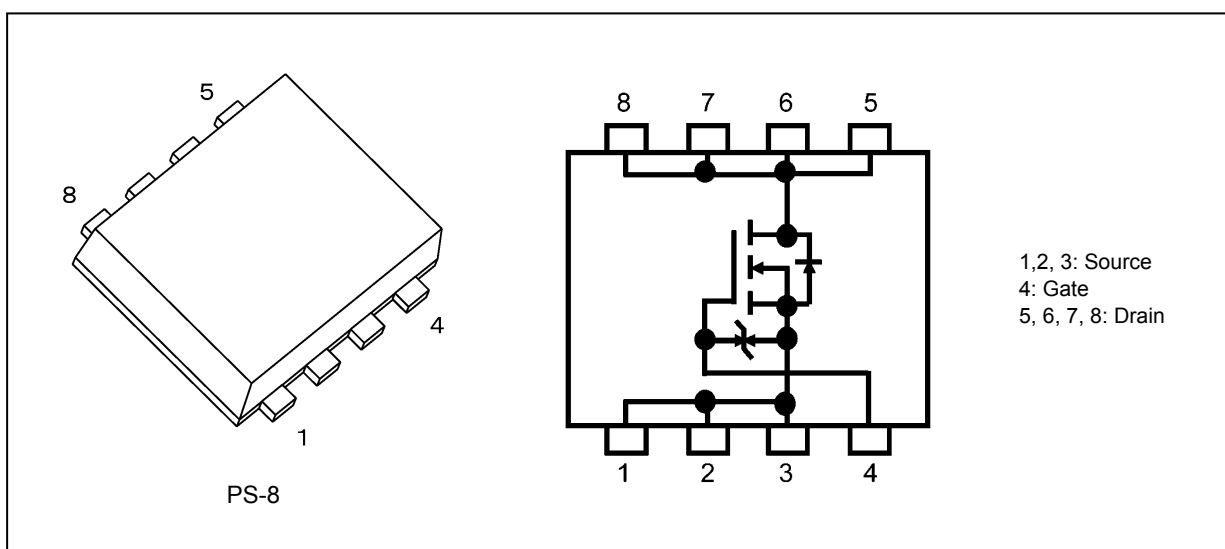 5
8
4
1
PS-8
8 7 6 5
1 2 3 4
1,2, 3: Source
4: Gate
5, 6, 7, 8: Drain